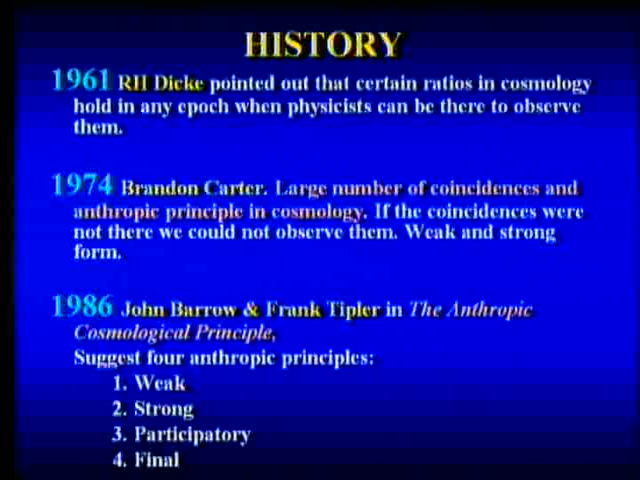 HISTORY
1961 RH Dicke pointed out that certain ratios in cosmology
hold in any epoch when physicists can be there to observe
them.
1974 Brandon Carter. Large number of coincidences and
anthropic principle in cosmology. If the coincidences were
not there we could not observe them. Weak and strong
form.
1986 John Barrow & Frank Tipler in The Anthropic
Cosmological Principle,
Suggest four anthropic principles:
1. Weak
2. Strong
3. Participatory
4. Final